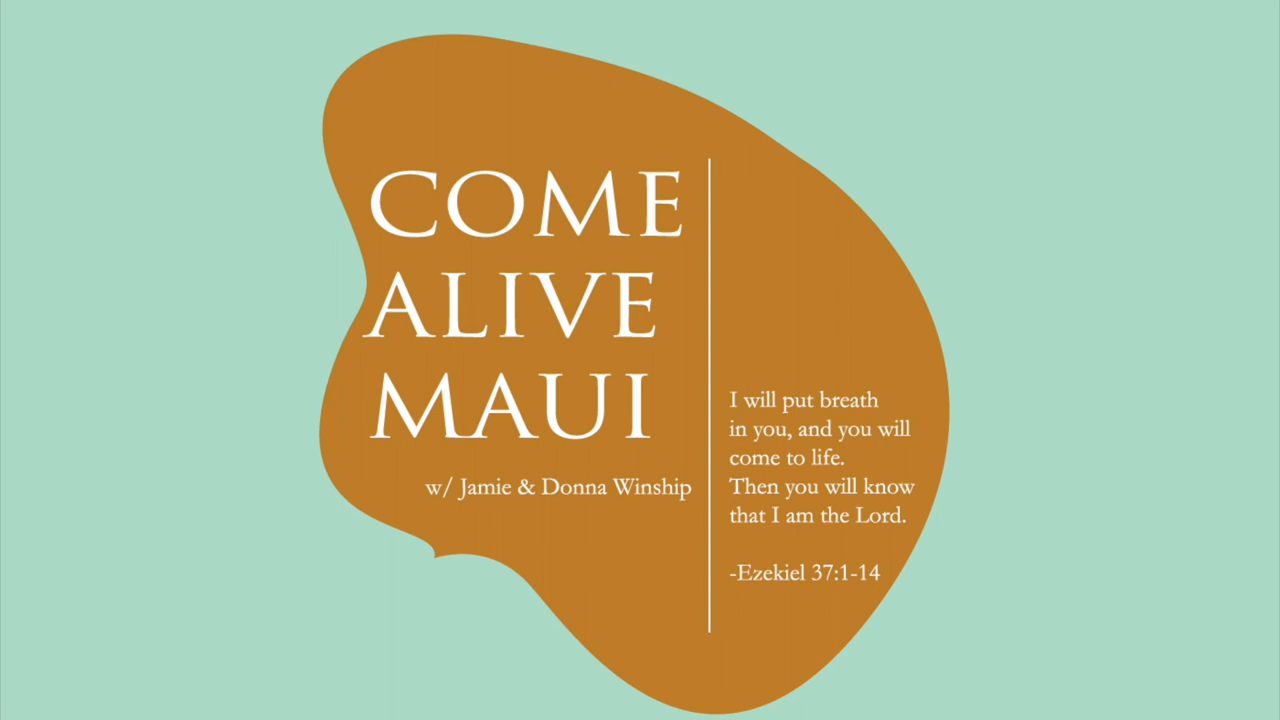 COME
ALIVE
MAUI
w/ Jamie & Donna Winship
I will put breath
in you, and you will
come to life.
Then you will know
that I am the Lord.
-Ezekiel 37:1-14